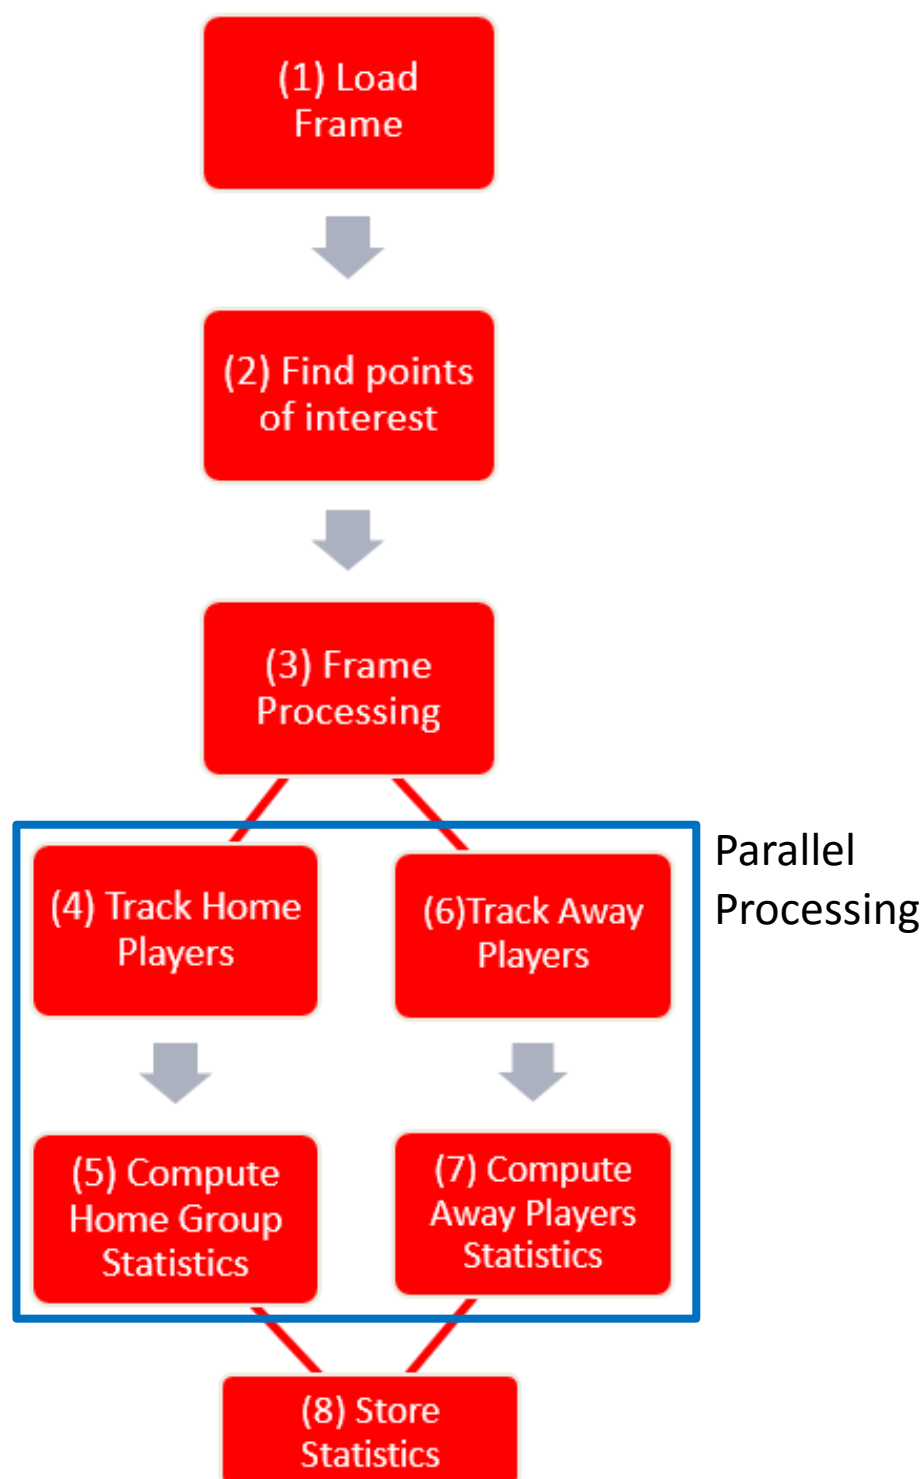 (1) Load
Frame
(2) Find points
of interest
(3) Frame
Processing
Parallel
Processing
(4) Track Home
Players
(6)Track Away
Players
(5) Compute
Home Group
Statistics
(7) Compute
Away Players
Statistics
(8) Store
Statistics